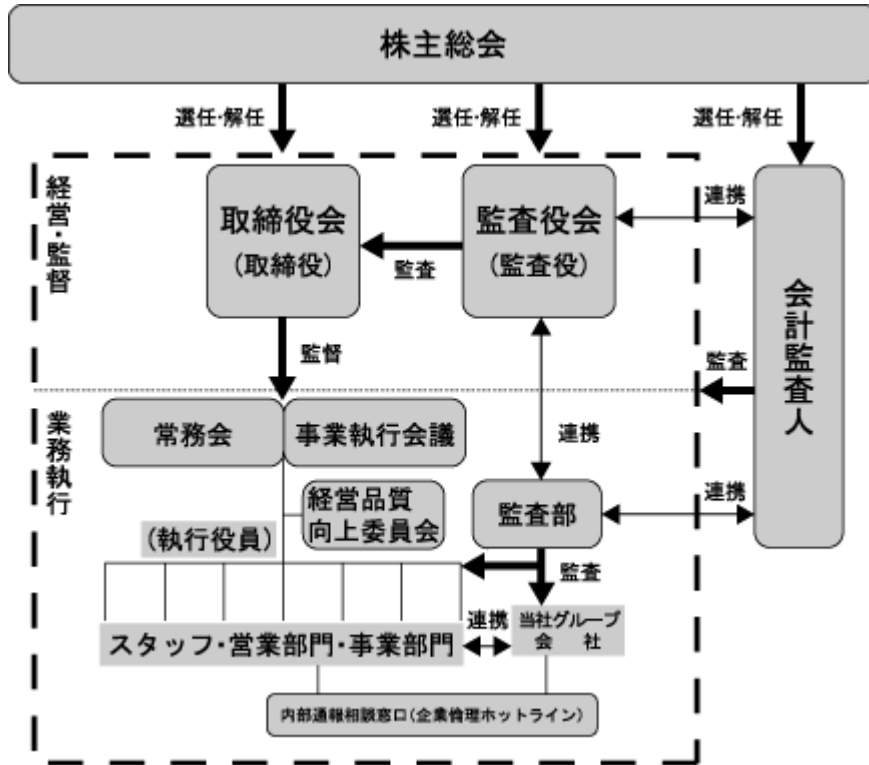 株主総会
選任・解任
選任・解任
選任・解任
経営・監督
取締役会
(取締役)
監査
監査役会
(監査役)
連携
会計監査人
監督
監査
業務執行
常務会
事業執行会議
連携
経営品質
向上委員会
監査部
連携
(執行役員)
監査
スタッフ・営業部門・事業部門
連携
当社グループ
会 社
内部通報相談窓口(企業倫理ホットライン)